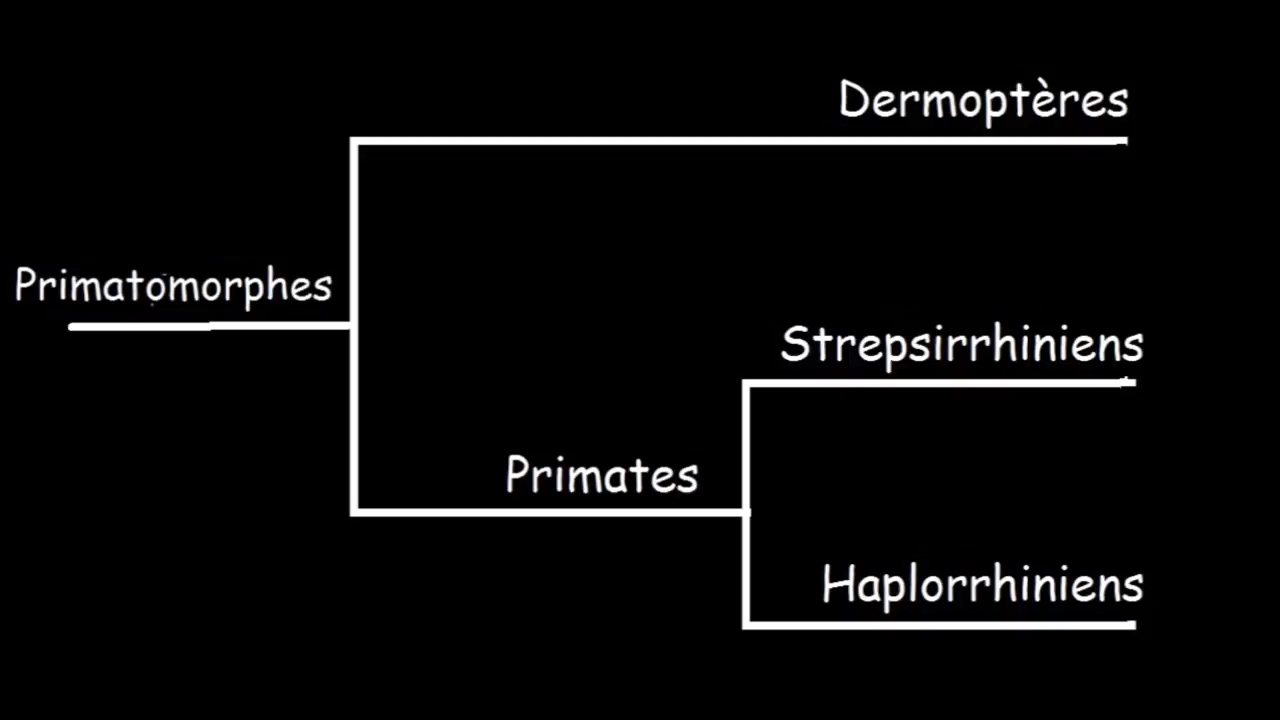 Dermoptères
Primatomorphes
Strepsirrhiniens
Primates
Haplorrhiniens